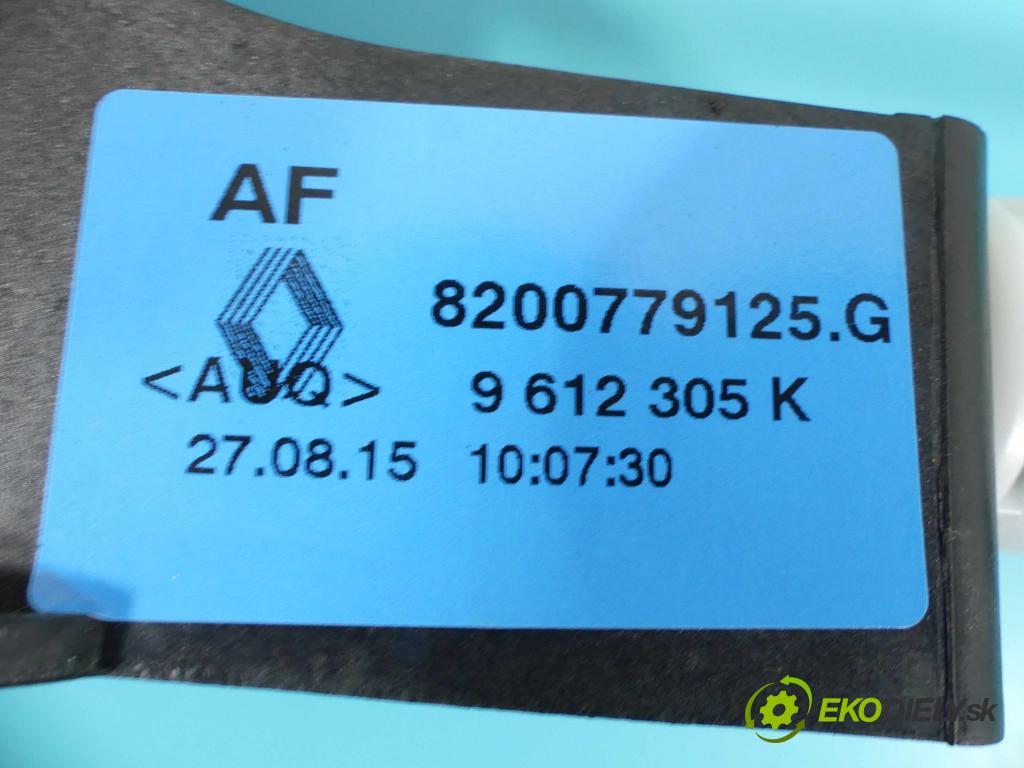 AF
8200779125.G
<AUQ> 9 612 305 K
27.08.15 10:07:30
EKODIELY.sk